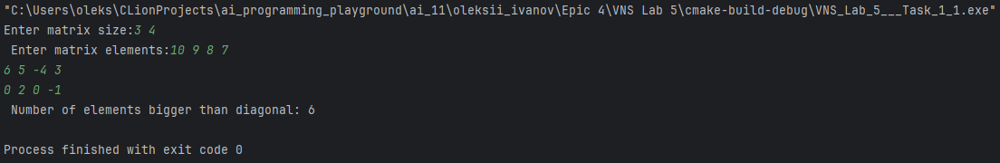 "C:\Users\oleks\CLionProjects\ai_programming_playground\ai_11\oleksii_ivanov\Epic 4\VNS Lab 5\cmake-build-debug\VNS_Lab_5___Task_1_1.exe"
Enter matrix size:3 4
Enter matrix elements:10 9 8 7
6 5 -4 3
0 2 0 -1
Number of elements bigger than diagonal: 6
Process finished with exit code 0